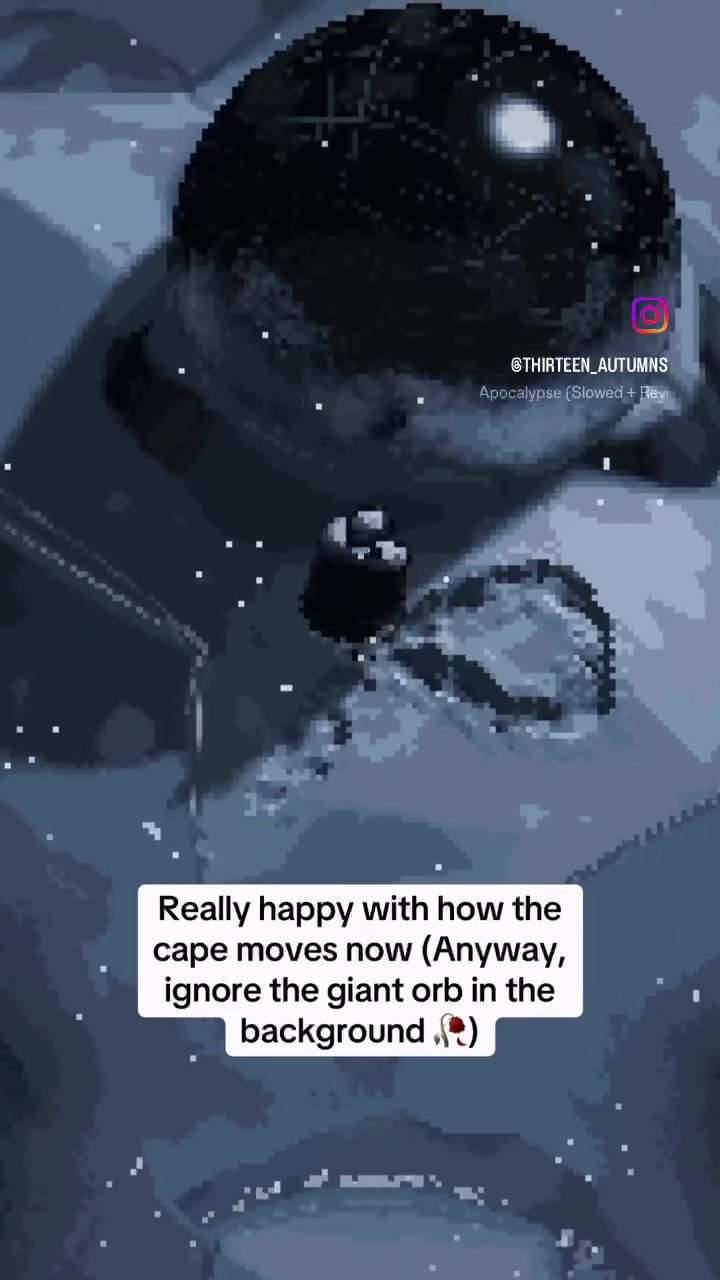 @THIRTEEN_AUTUMNS
Apocalypse (Slowed + Rev
Really happy with how the
cape moves now (Anyway,
ignore the giant orb in the
background 🥀)